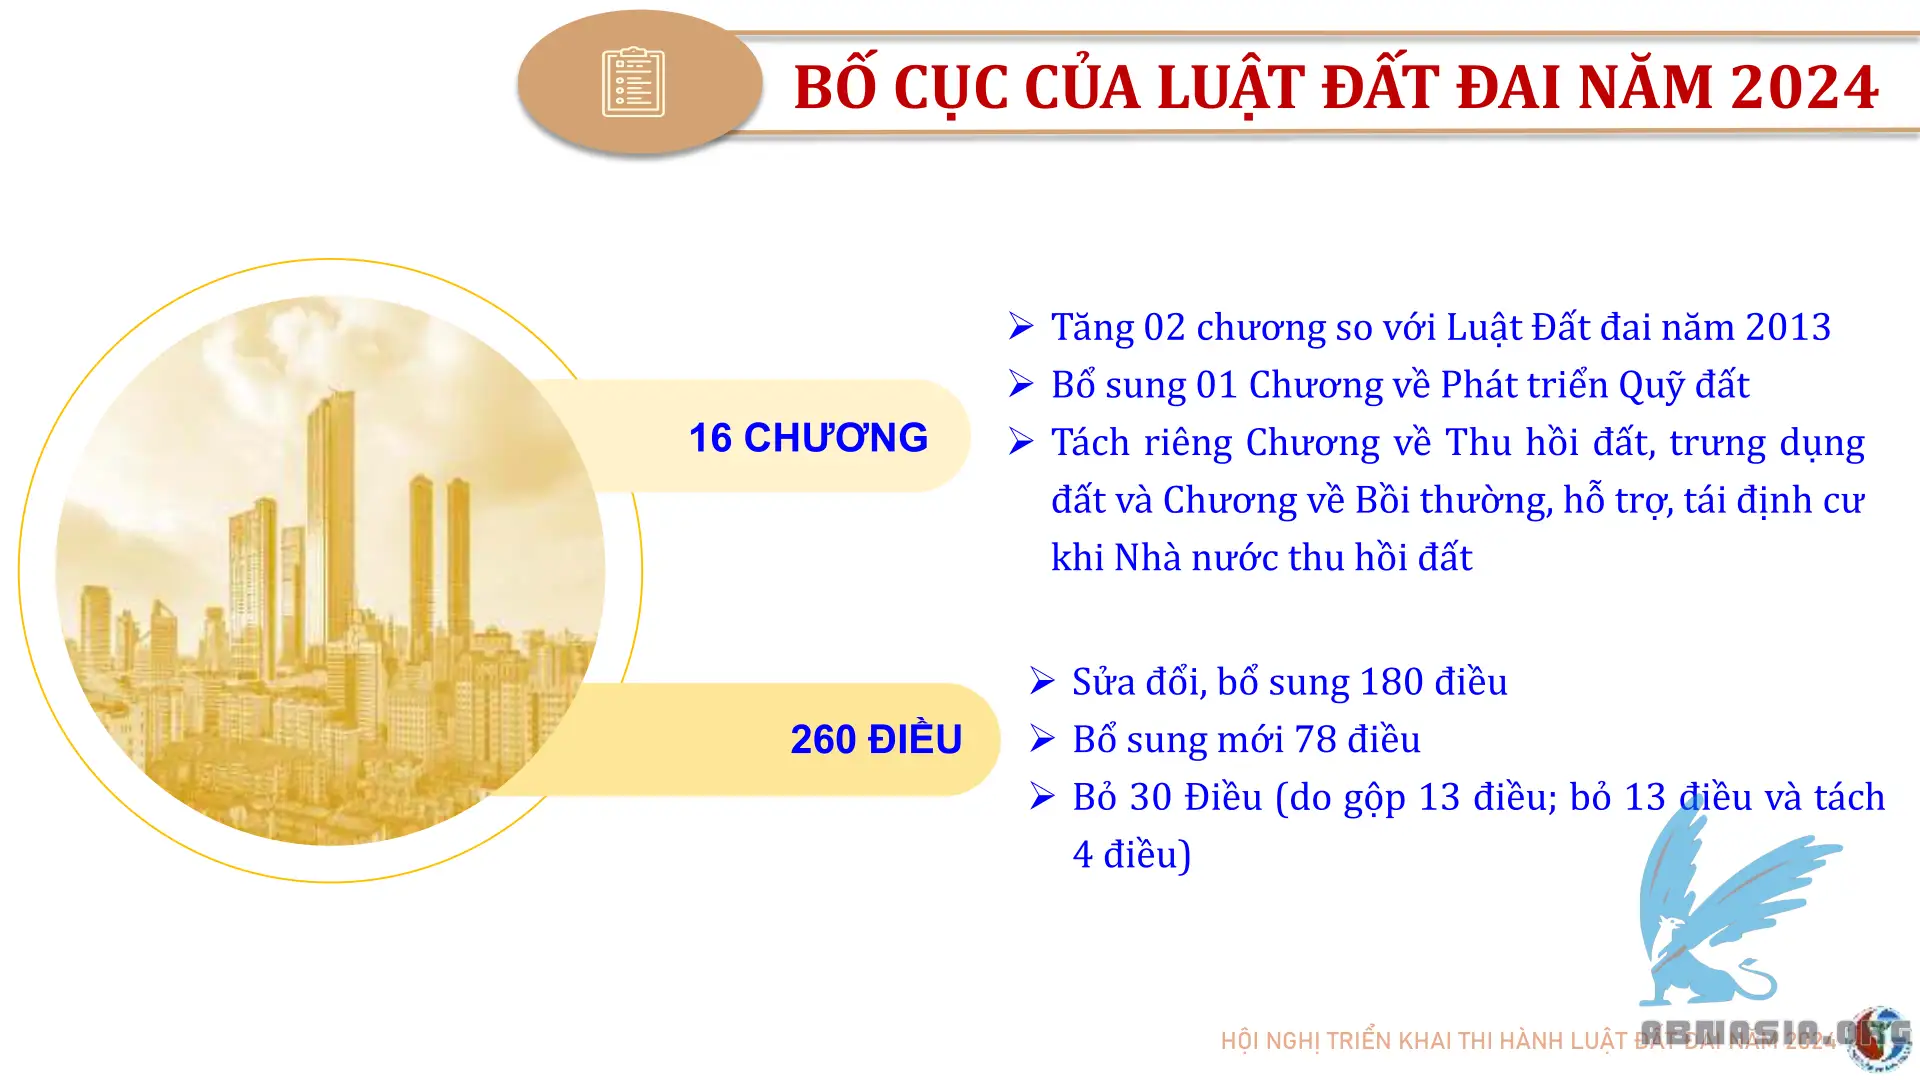 BỐ CỤC CỦA LUẬT ĐẤT ĐAI NĂM 2024
16 CHƯƠNG
Tăng 02 chương so với Luật Đất đai năm 2013
Bổ sung 01 Chương về Phát triển Quỹ đất
Tách riêng Chương về Thu hồi đất, trưng dụng
đất và Chương về Bồi thường, hỗ trợ, tái định cư
khi Nhà nước thu hồi đất
260 ĐIỀU
Sửa đổi, bổ sung 180 điều
Bổ sung mới 78 điều
Bỏ 30 Điều (do gộp 13 điều; bỏ 13 điều và tách
4 điều)
HỘI NGHỊ TRIỂN KHAI THI HÀNH LUẬT ĐẤT ĐAI NĂM 2024
ABMASIA.ORG